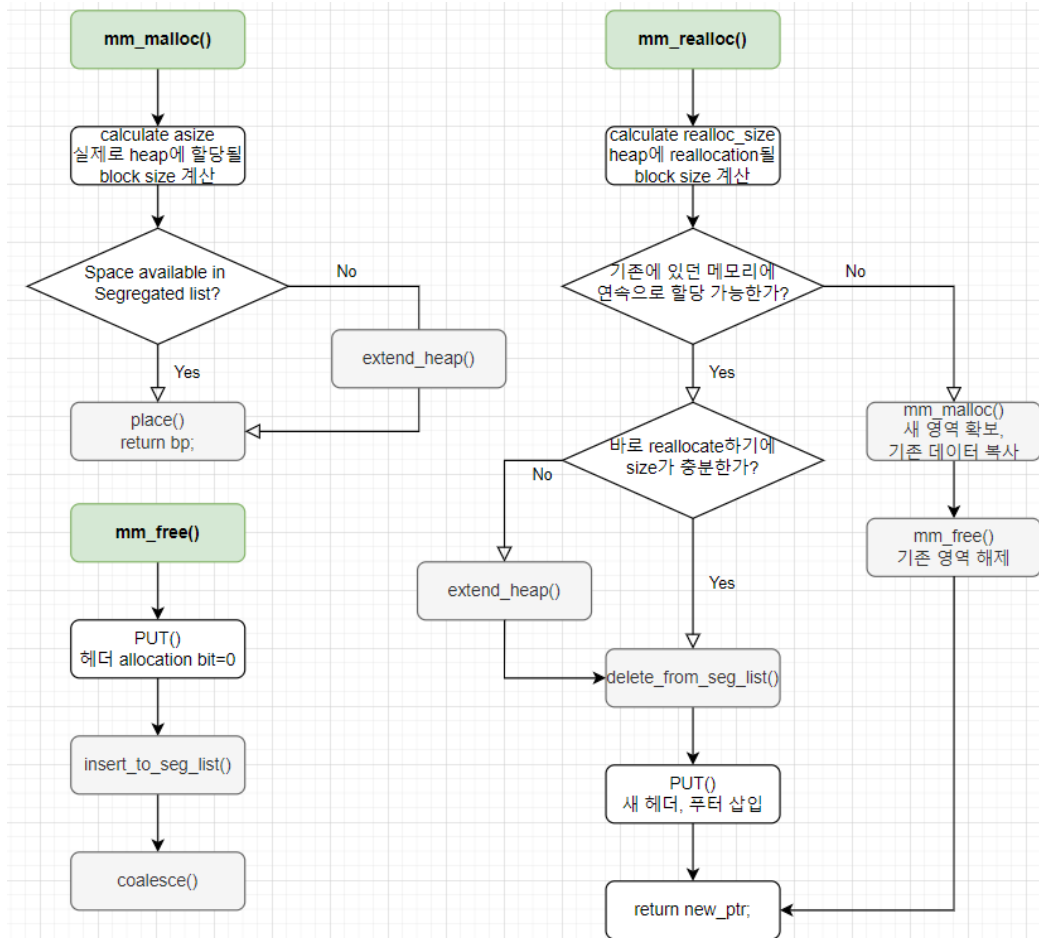 mm_malloc()
calculate asize
실제로 heap에 할당될
block size 계산
Space available in
Segregated list?
No
extend_heap()
Yes
place()
return bp;
mm_free()
PUT()
헤더 allocation bit=0
insert_to_seg_list()
coalesce()
mm_realloc()
calculate realloc_size
heap에 reallocation될
block size 계산
기존에 있던 메모리에
연속으로 할당 가능한가?
No
Yes
mm_malloc()
새 영역 확보,
기존 데이터 복사
바로 reallocate하기에
size가 충분한가?
No
mm_free()
기존 영역 해제
extend_heap()
Yes
delete_from_seg_list()
PUT()
새 헤더, 푸터 삽입
return new_ptr;